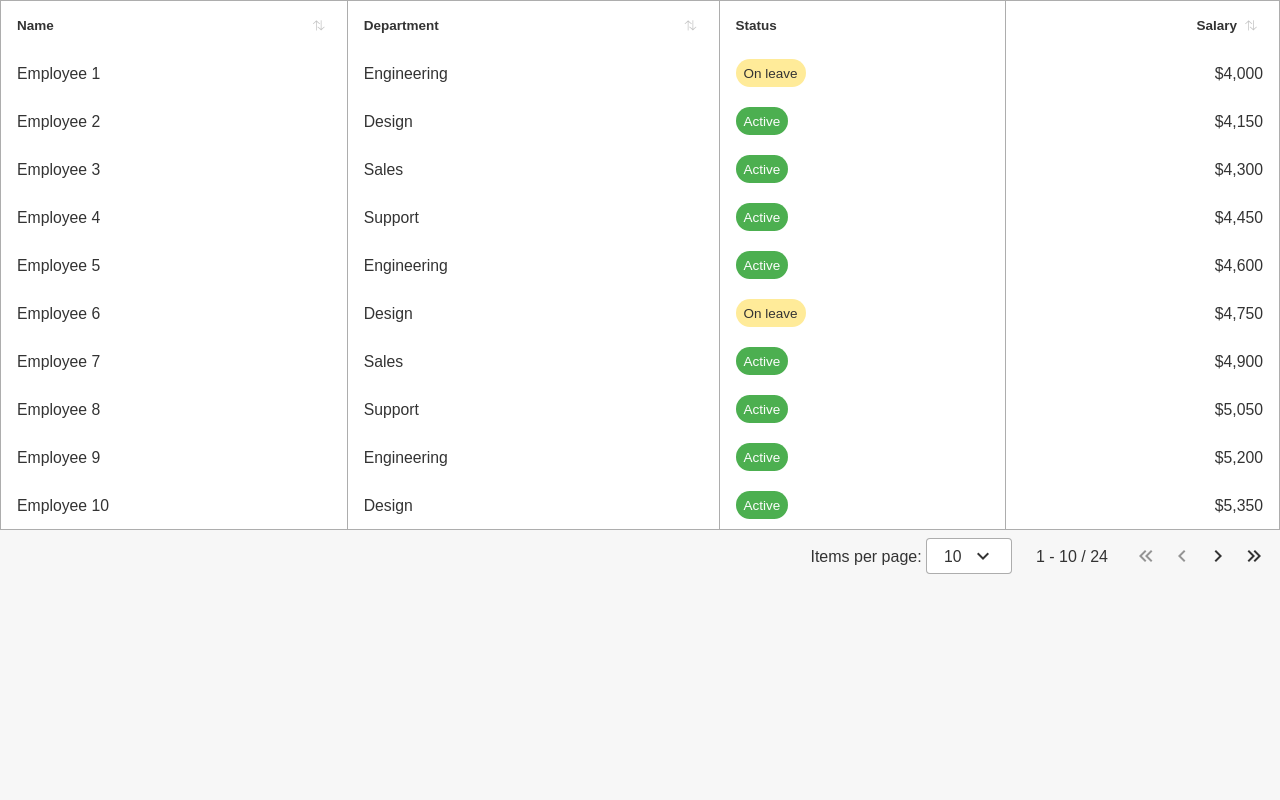 Name Department Status Salary
Employee 1 Engineering On leave $4,000
Employee 2 Design Active $4,150
Employee 3 Sales Active $4,300
Employee 4 Support Active $4,450
Employee 5 Engineering Active $4,600
Employee 6 Design On leave $4,750
Employee 7 Sales Active $4,900
Employee 8 Support Active $5,050
Employee 9 Engineering Active $5,200
Employee 10 Design Active $5,350
Items per page: 10 1 - 10 / 24